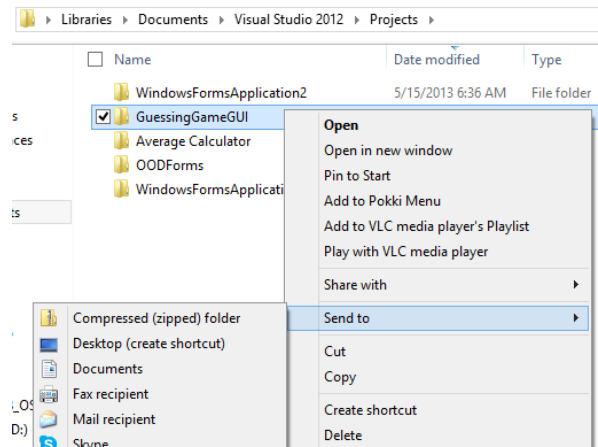 Libraries ▸ Documents ▸ Visual Studio 2012 ▸ Projects ▸
Name Date modified Type
WindowsFormsApplication2 5/15/2013 6:36 AM File folder
GuessingGameGUI
Average Calculator
OODForms
WindowsFormsApplicati
Open
Open in new window
Pin to Start
Add to Pokki Menu
Add to VLC media player's Playlist
Play with VLC media player
Share with
Send to
Cut
Copy
Create shortcut
Delete
Compressed (zipped) folder
Desktop (create shortcut)
Documents
Fax recipient
Mail recipient
Skype
s
ces
ts
_OS
D:)